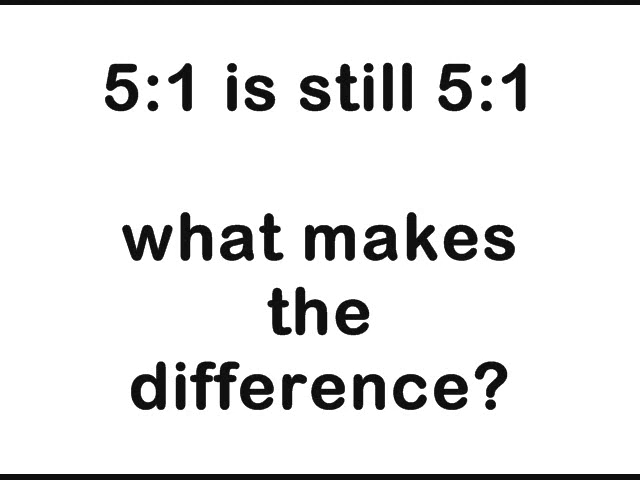 5:1 is still 5:1
what makes
the
difference?